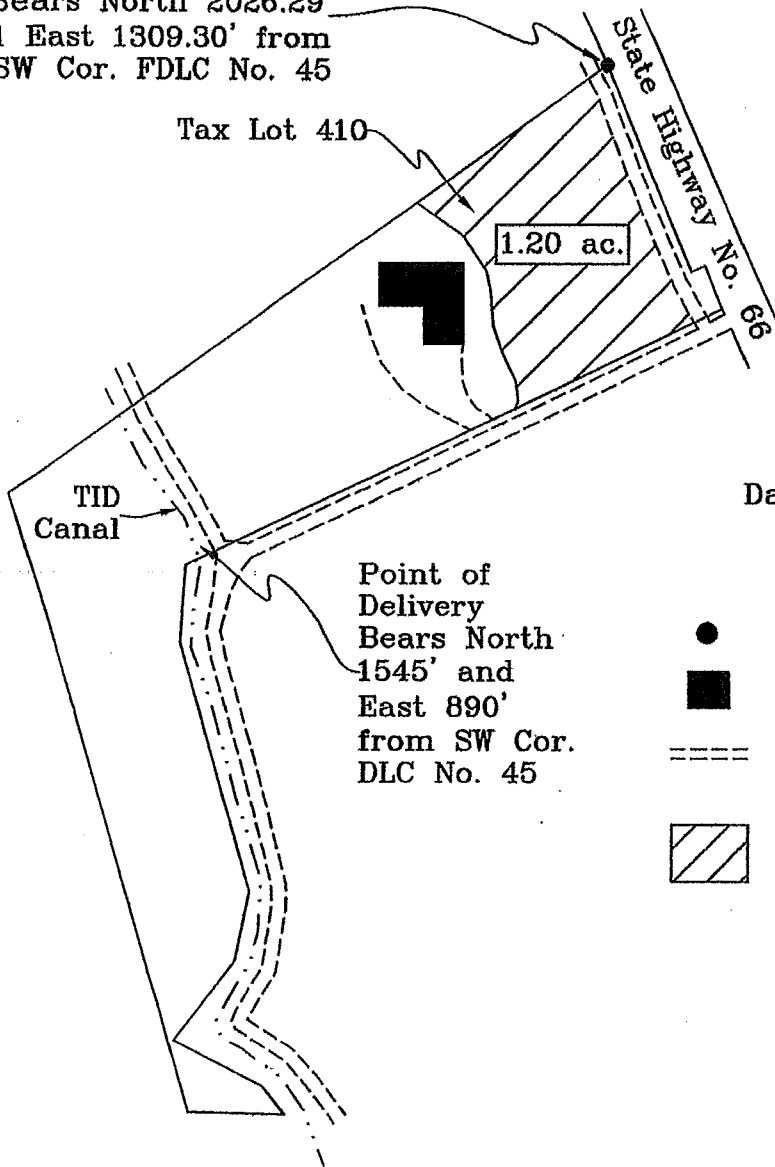 Bears North 2026.29'
East 1309.30' from
SW Cor. FDLC No. 45
State Highway No. 66
Tax Lot 410
1.20 ac.
TID
Canal
Point of
Delivery
Bears North
1545' and
East 890'
from SW Cor.
DLC No. 45